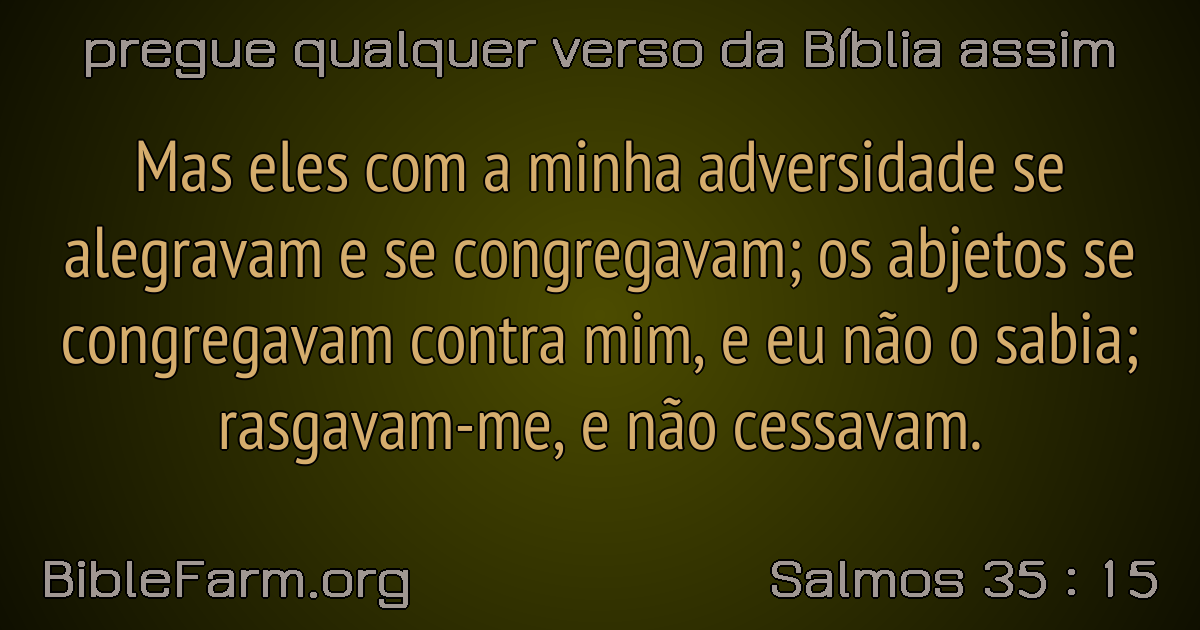 pregue qualquer verso da Bíblia assim
Mas eles com a minha adversidade se
alegravam e se congregavam; os abjetos se
congregavam contra mim, e eu não o sabia;
rasgavam-me, e não cessavam.
BibleFarm.org
Salmos 35 : 15